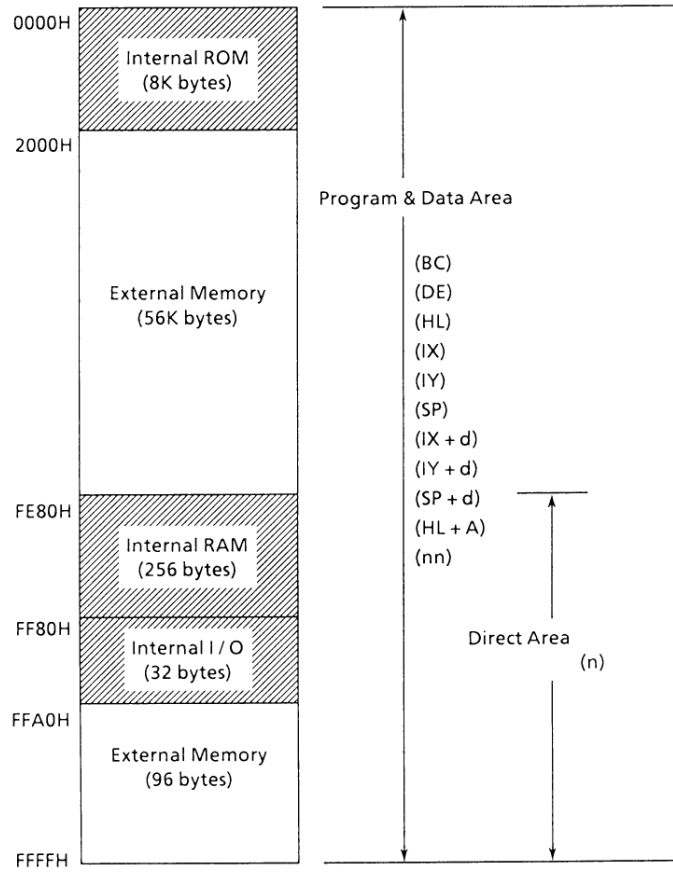 0000H
Internal ROM
(8K bytes)
2000H
Program & Data Area
External Memory
(56K bytes)
(BC)
(DE)
(HL)
(IX)
(IY)
(SP)
(IX + d)
(IY + d)
(SP + d)
(HL + A)
(nn)
FE80H
Internal RAM
(256 bytes)
FF80H
Internal I / O
(32 bytes)
Direct Area
(n)
FFA0H
External Memory
(96 bytes)
FFFFH